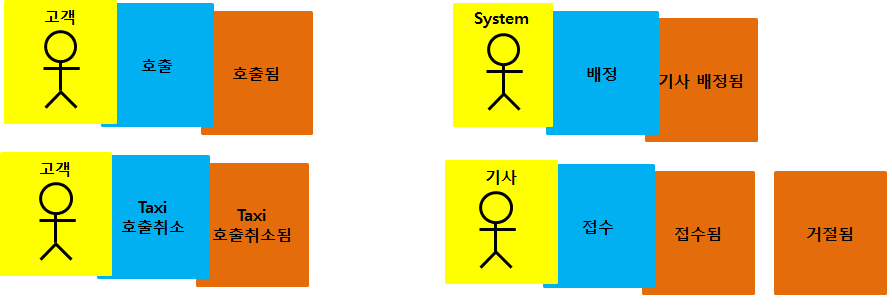 고객
호출
호출됨
System
배정
기사 배정됨
고객
Taxi
호출취소
Taxi
호출취소됨
기사
접수
접수됨
거절됨